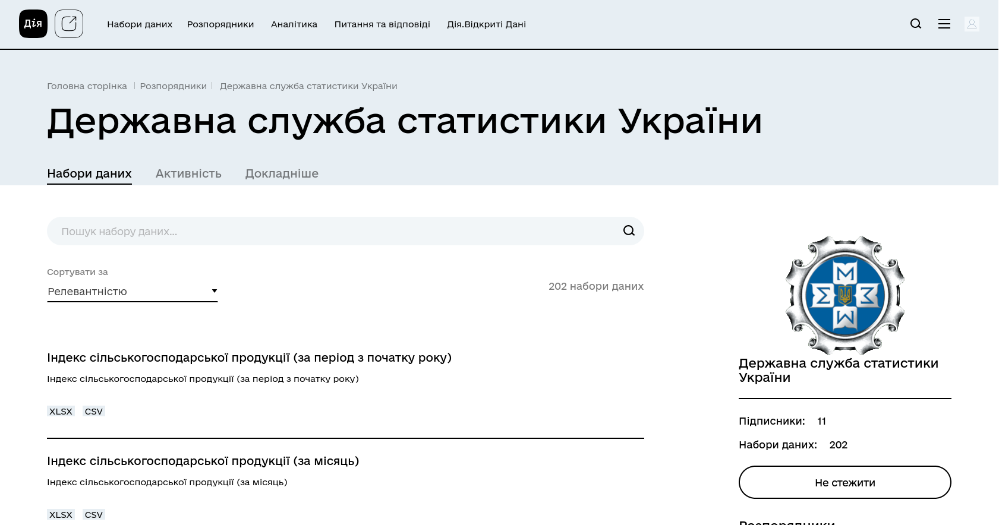 Дія
Набори даних
Розпорядники
Аналітика
Питання та відповіді
Дія.Відкриті Дані
Головна сторінка
Розпорядники
Державна служба статистики України
Державна служба статистики України
Набори даних
Активність
Докладніше
Пошук набору даних...
Сортувати за
Релевантністю
202 набори даних
Індекс сільськогосподарської продукції (за період з початку року)
Індекс сільськогосподарської продукції (за період з початку року)
XLSX CSV
Індекс сільськогосподарської продукції (за місяць)
Індекс сільськогосподарської продукції (за місяць)
XLSX CSV
Державна служба статистики
України
Підписники: 11
Набори даних: 202
Не стежити
Розпорядники